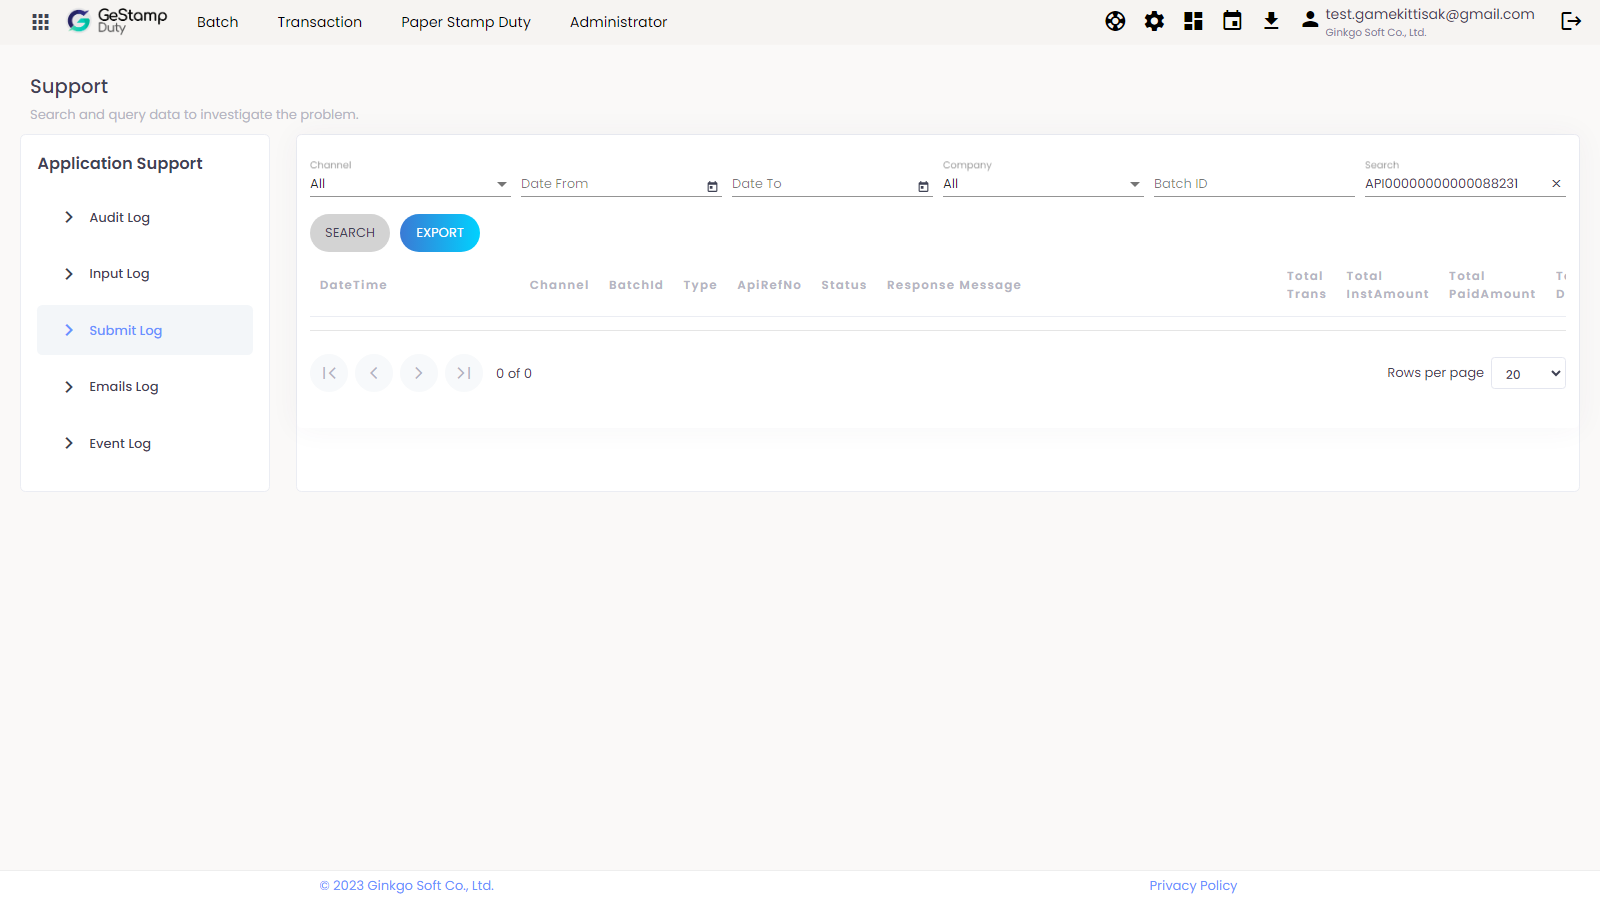 GeStamp
Duty
Batch
Transaction
Paper Stamp Duty
Administrator
test.gamekittisak@gmail.com
Ginkgo Soft Co., Ltd.
Support
Search and query data to investigate the problem.
Application Support
Audit Log
Input Log
Submit Log
Emails Log
Event Log
Channel
All
Date From
Date To
Company
All
Batch ID
Search
API0000000000088231
SEARCH
EXPORT
DateTime
Channel
BatchId
Type
ApiRefNo
Status
Response Message
Total
Trans
Total
InstAmount
Total
PaidAmount
0 of 0
Rows per page
20
© 2023 Ginkgo Soft Co., Ltd.
Privacy Policy